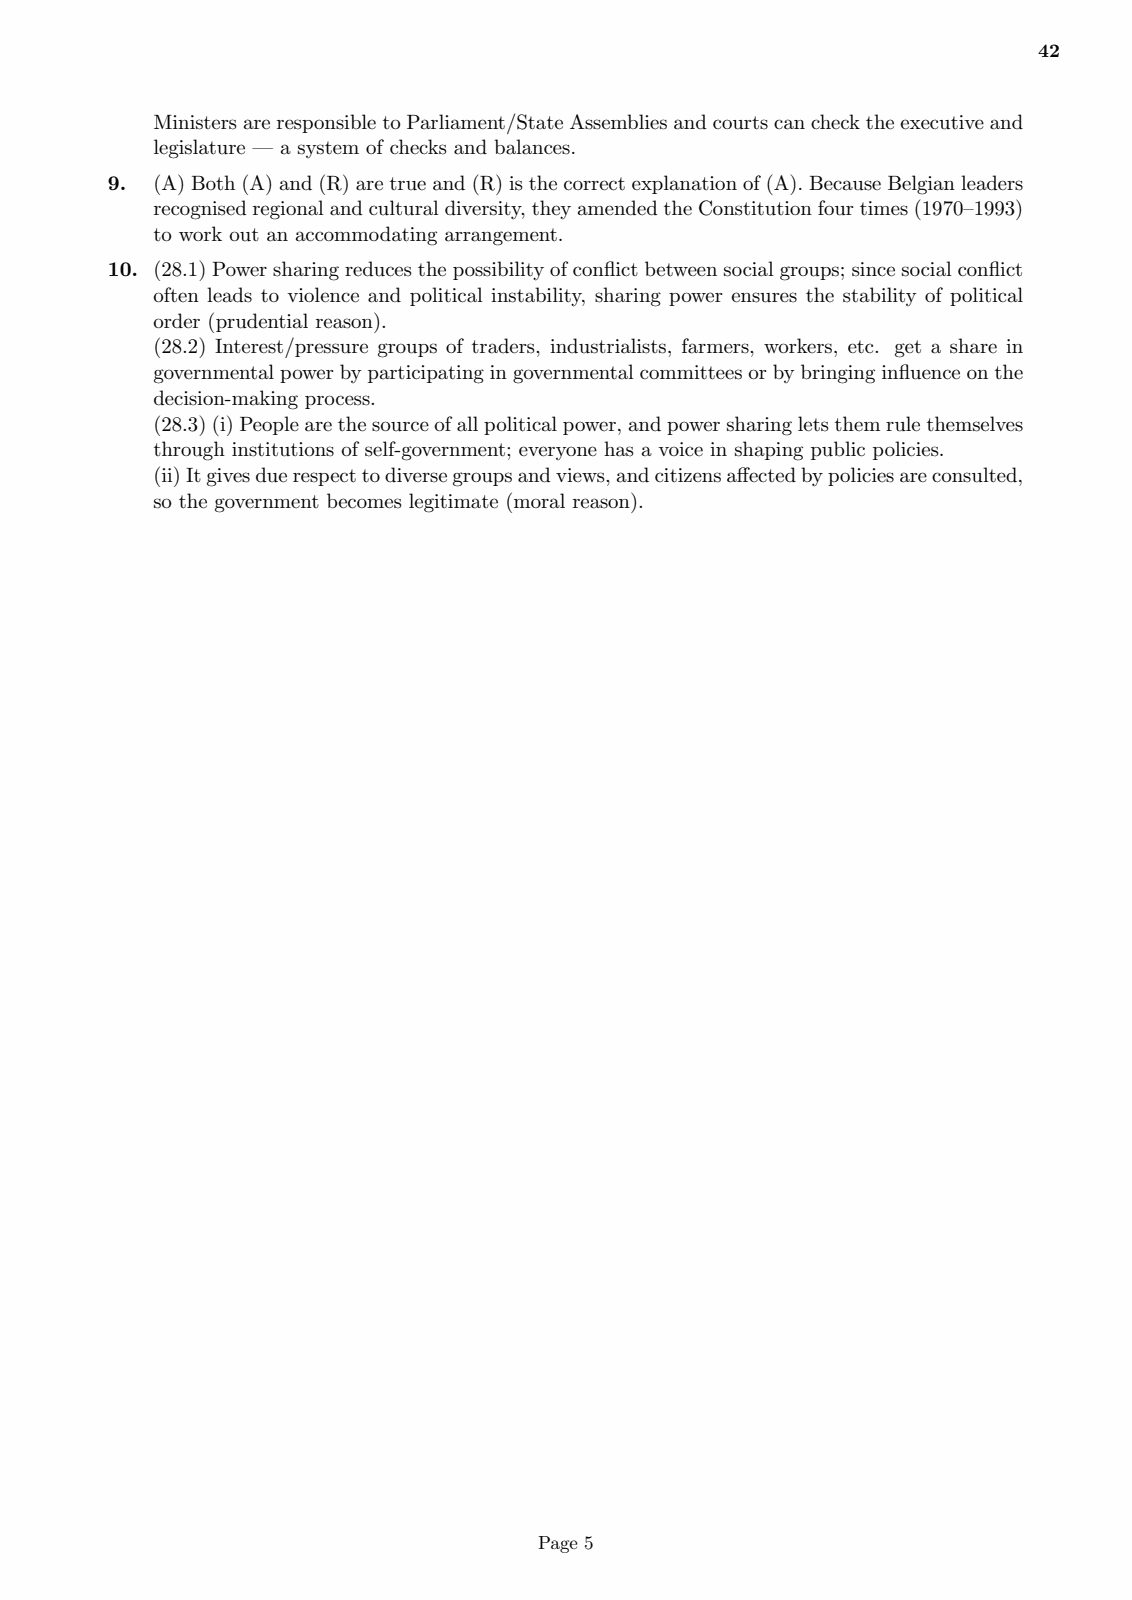 42
Ministers are responsible to Parliament/State Assemblies and courts can check the executive and
legislature — a system of checks and balances.
9. (A) Both (A) and (R) are true and (R) is the correct explanation of (A). Because Belgian leaders
recognised regional and cultural diversity, they amended the Constitution four times (1970–1993)
to work out an accommodating arrangement.
10. (28.1) Power sharing reduces the possibility of conflict between social groups; since social conflict
often leads to violence and political instability, sharing power ensures the stability of political
order (prudential reason).
(28.2) Interest/pressure groups of traders, industrialists, farmers, workers, etc. get a share in
governmental power by participating in governmental committees or by bringing influence on the
decision-making process.
(28.3) (i) People are the source of all political power, and power sharing lets them rule themselves
through institutions of self-government; everyone has a voice in shaping public policies.
(ii) It gives due respect to diverse groups and views, and citizens affected by policies are consulted,
so the government becomes legitimate (moral reason).
Page 5